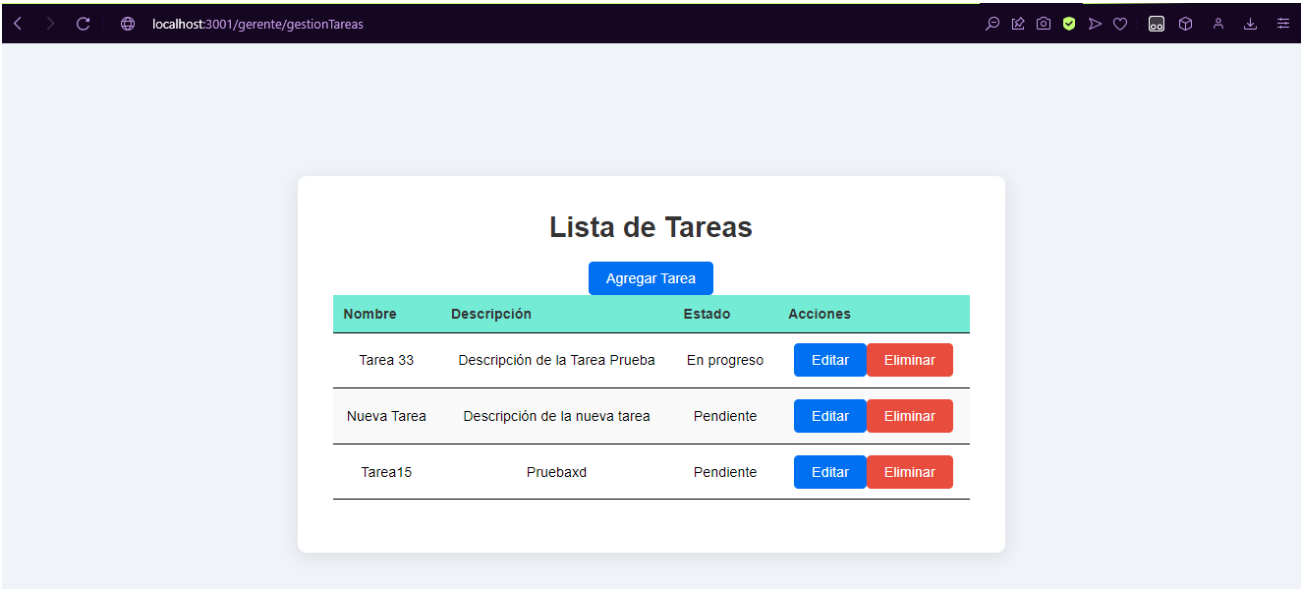 localhost:3001/gerente/gestionTareas
Lista de Tareas
Agregar Tarea
Nombre Descripción Estado Acciones
Tarea 33 Descripción de la Tarea Prueba En progreso Editar Eliminar
Nueva Tarea Descripción de la nueva tarea Pendiente Editar Eliminar
Tarea15 Pruebaxd Pendiente Editar Eliminar